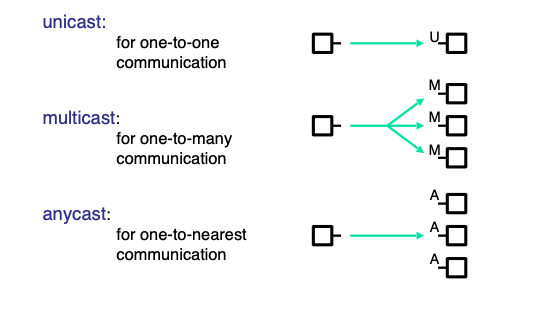 unicast:
for one-to-one
communication
U
multicast:
for one-to-many
communication
M
M
M
anycast:
for one-to-nearest
communication
A
A
A